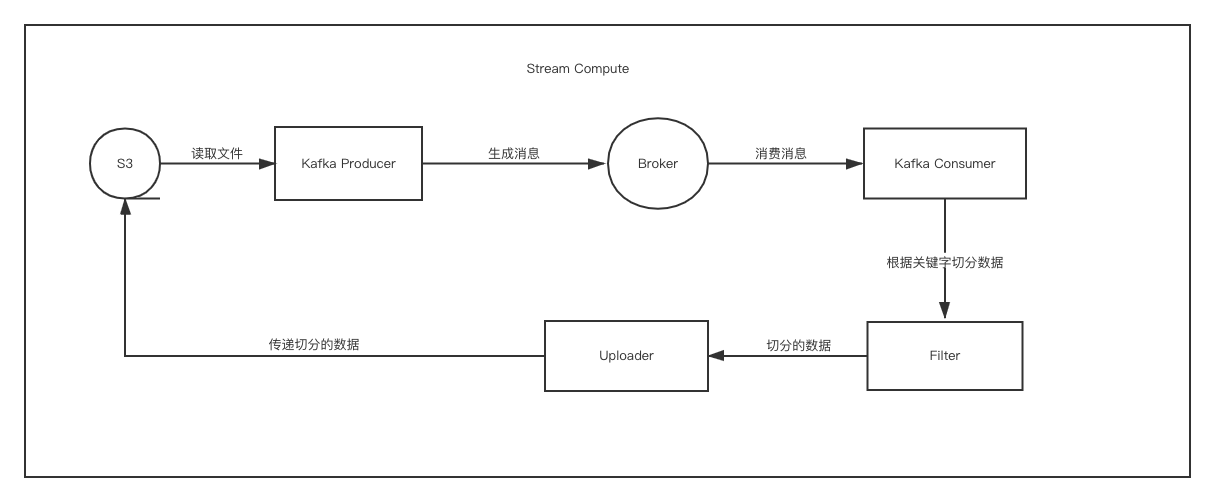 Stream Compute
S3
读取文件
Kafka Producer
生成消息
Broker
消费消息
Kafka Consumer
根据关键字切分数据
Filter
切分的数据
Uploader
传递切分的数据